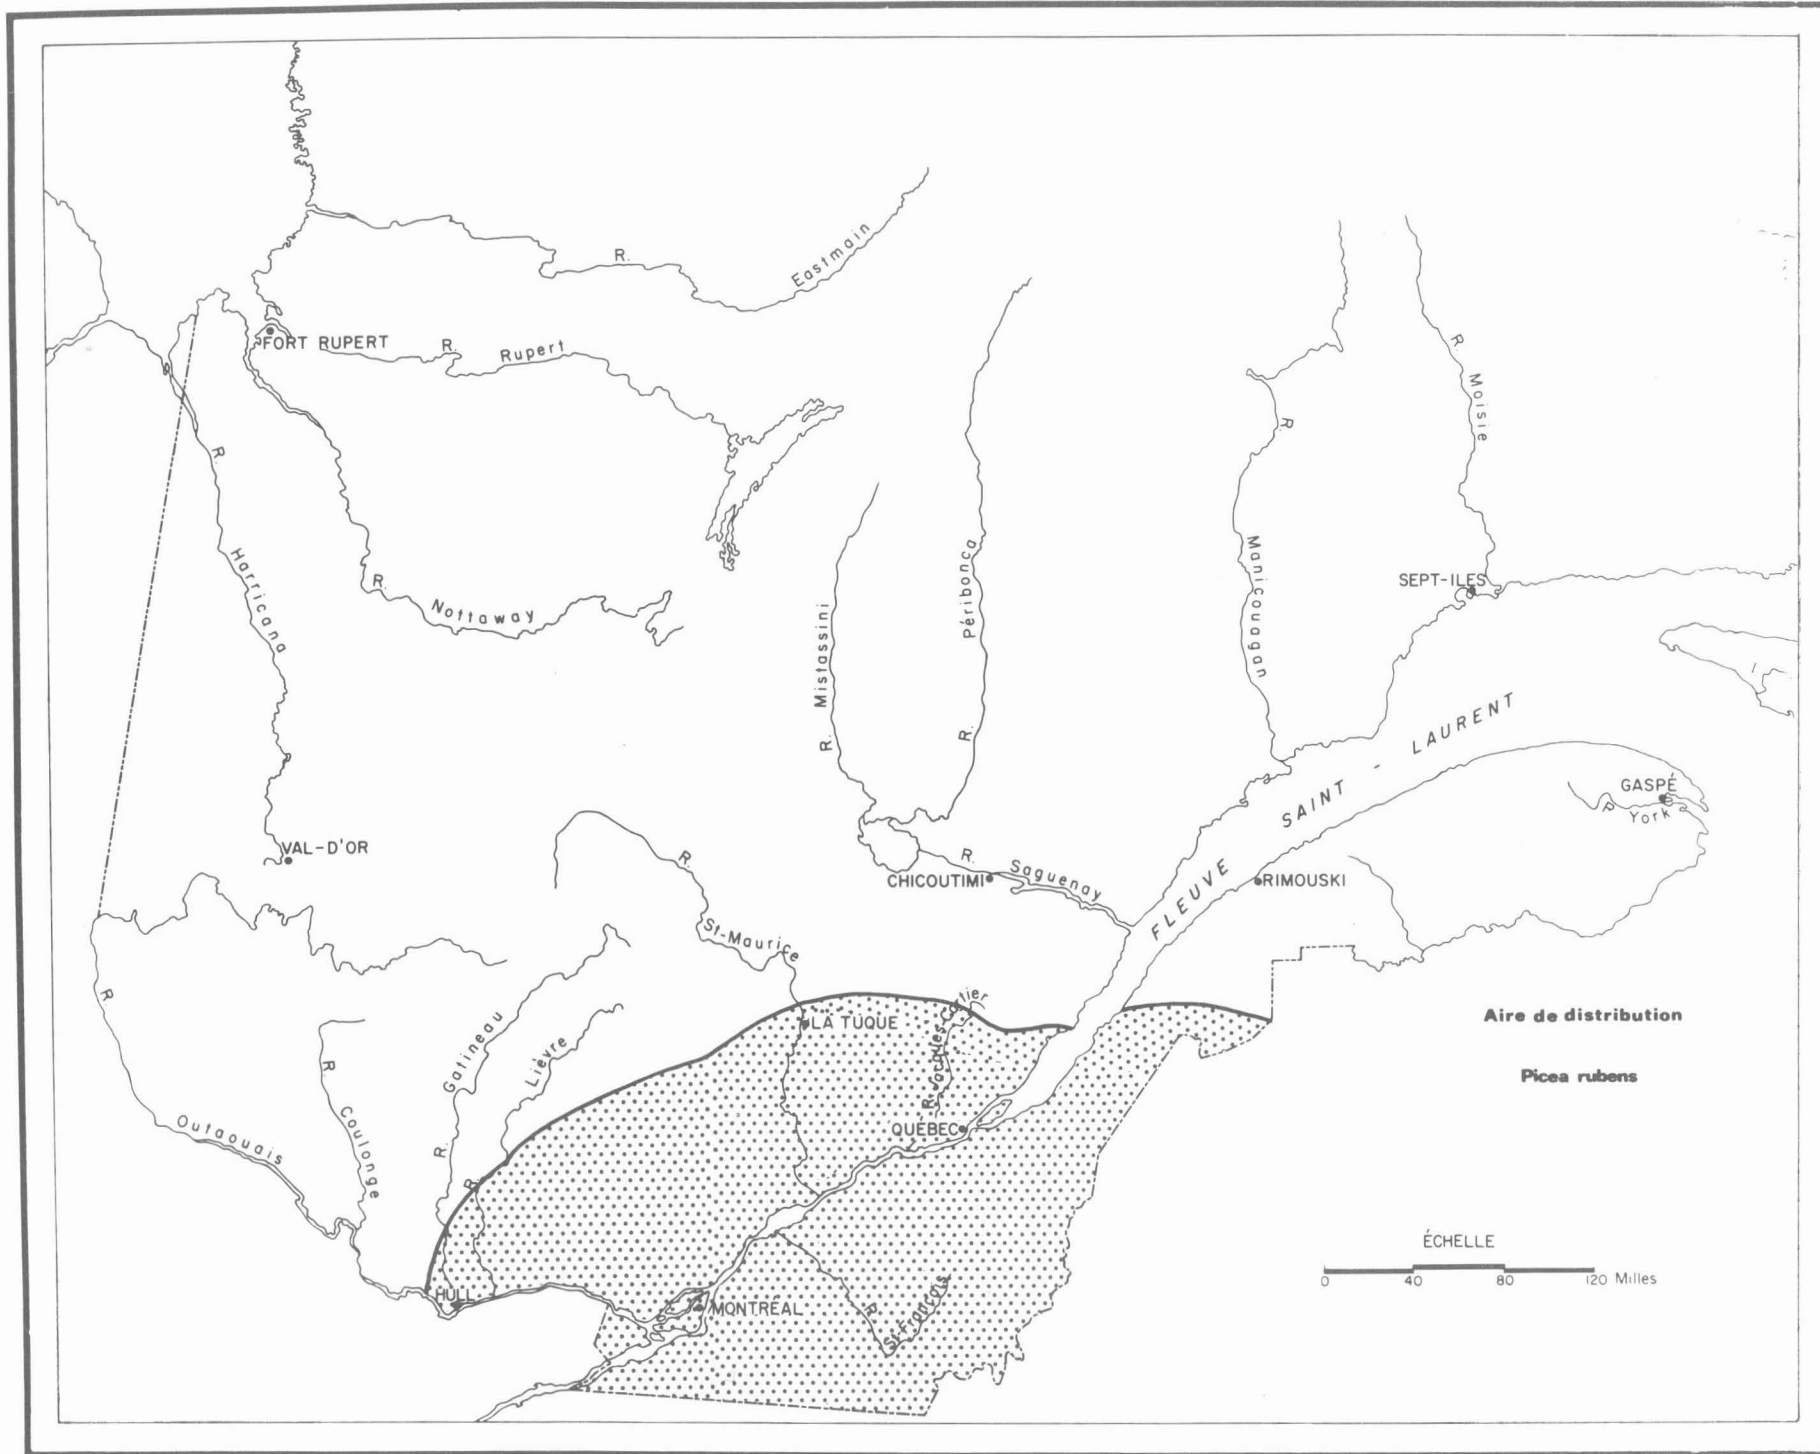 R. Eastmain
FORT RUPERT
R. Rupert
R. Moisie
R. Harricana
R. Manicouagan
R. Nottaway
R. Mistassini
R. Péribonca
SEPT-ILES
FLEUVE SAINT - LAURENT
GASPÉ
R. York
VAL-D'OR
R. Saguenay
CHICOUTIMI
RIMOUSKI
R. St-Maurice
R. Outaouais
R. Coulonge
R. Gatineau
R. Lièvre
LA TUQUE
R. Jacques-Cartier
QUÉBEC
Aire de distribution
Picea rubens
HULL
MONTRÉAL
R. St-François
ÉCHELLE
0 40 80 120 Milles